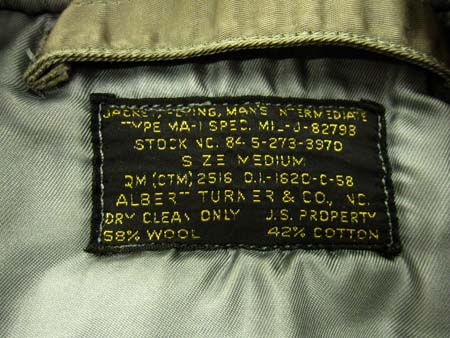 JACKET, FLYING, MAN'S INTERMEDIATE
TYPE MA-1 SPEC. MIL-J-8279B
STOCK NO. 8415-273-3970
SIZE MEDIUM
QM (CTM) 2516 O.I.-1620-C-58
ALBERT TURNER & CO., INC.
DRY CLEAN ONLY U.S. PROPERTY
58% WOOL 42% COTTON